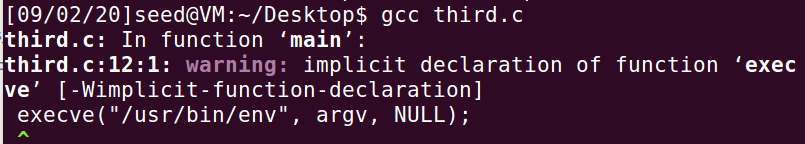 [09/02/20]seed@VM:~/Desktop$ gcc third.c
third.c: In function ‘main’:
third.c:12:1: warning: implicit declaration of function ‘exec
ve’ [-Wimplicit-function-declaration]
 execve("/usr/bin/env", argv, NULL);
 ^